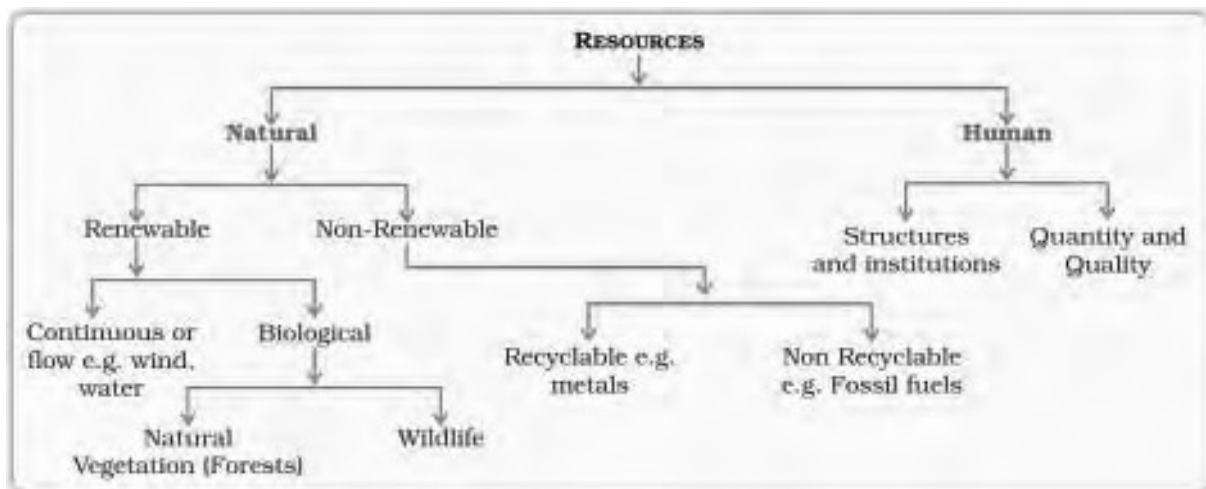 RESOURCES
Natural
Human
Renewable
Non-Renewable
Structures
and institutions
Quantity and
Quality
Continuous or
flow e.g. wind,
water
Biological
Recyclable e.g.
metals
Non Recyclable
e.g. Fossil fuels
Natural
Vegetation (Forests)
Wildlife